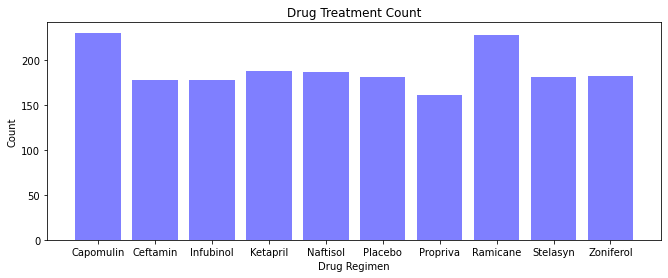 Drug Treatment Count
Count
200
150
100
50
0
Capomulin Ceftamin Infubinol Ketapril Naftisol Placebo Propriva Ramicane Stelasyn Zoniferol
Drug Regimen